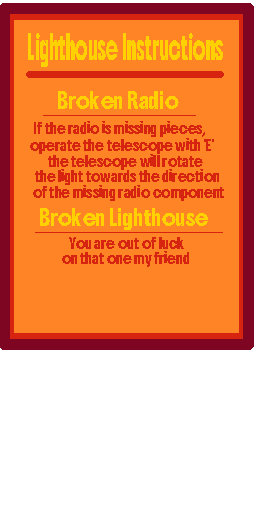 Lighthouse Instructions
Broken Radio
If the radio is missing pieces,
operate the telescope with 'E'
the telescope will rotate
the light towards the direction
of the missing radio component
Broken Lighthouse
You are out of luck
on that one my friend